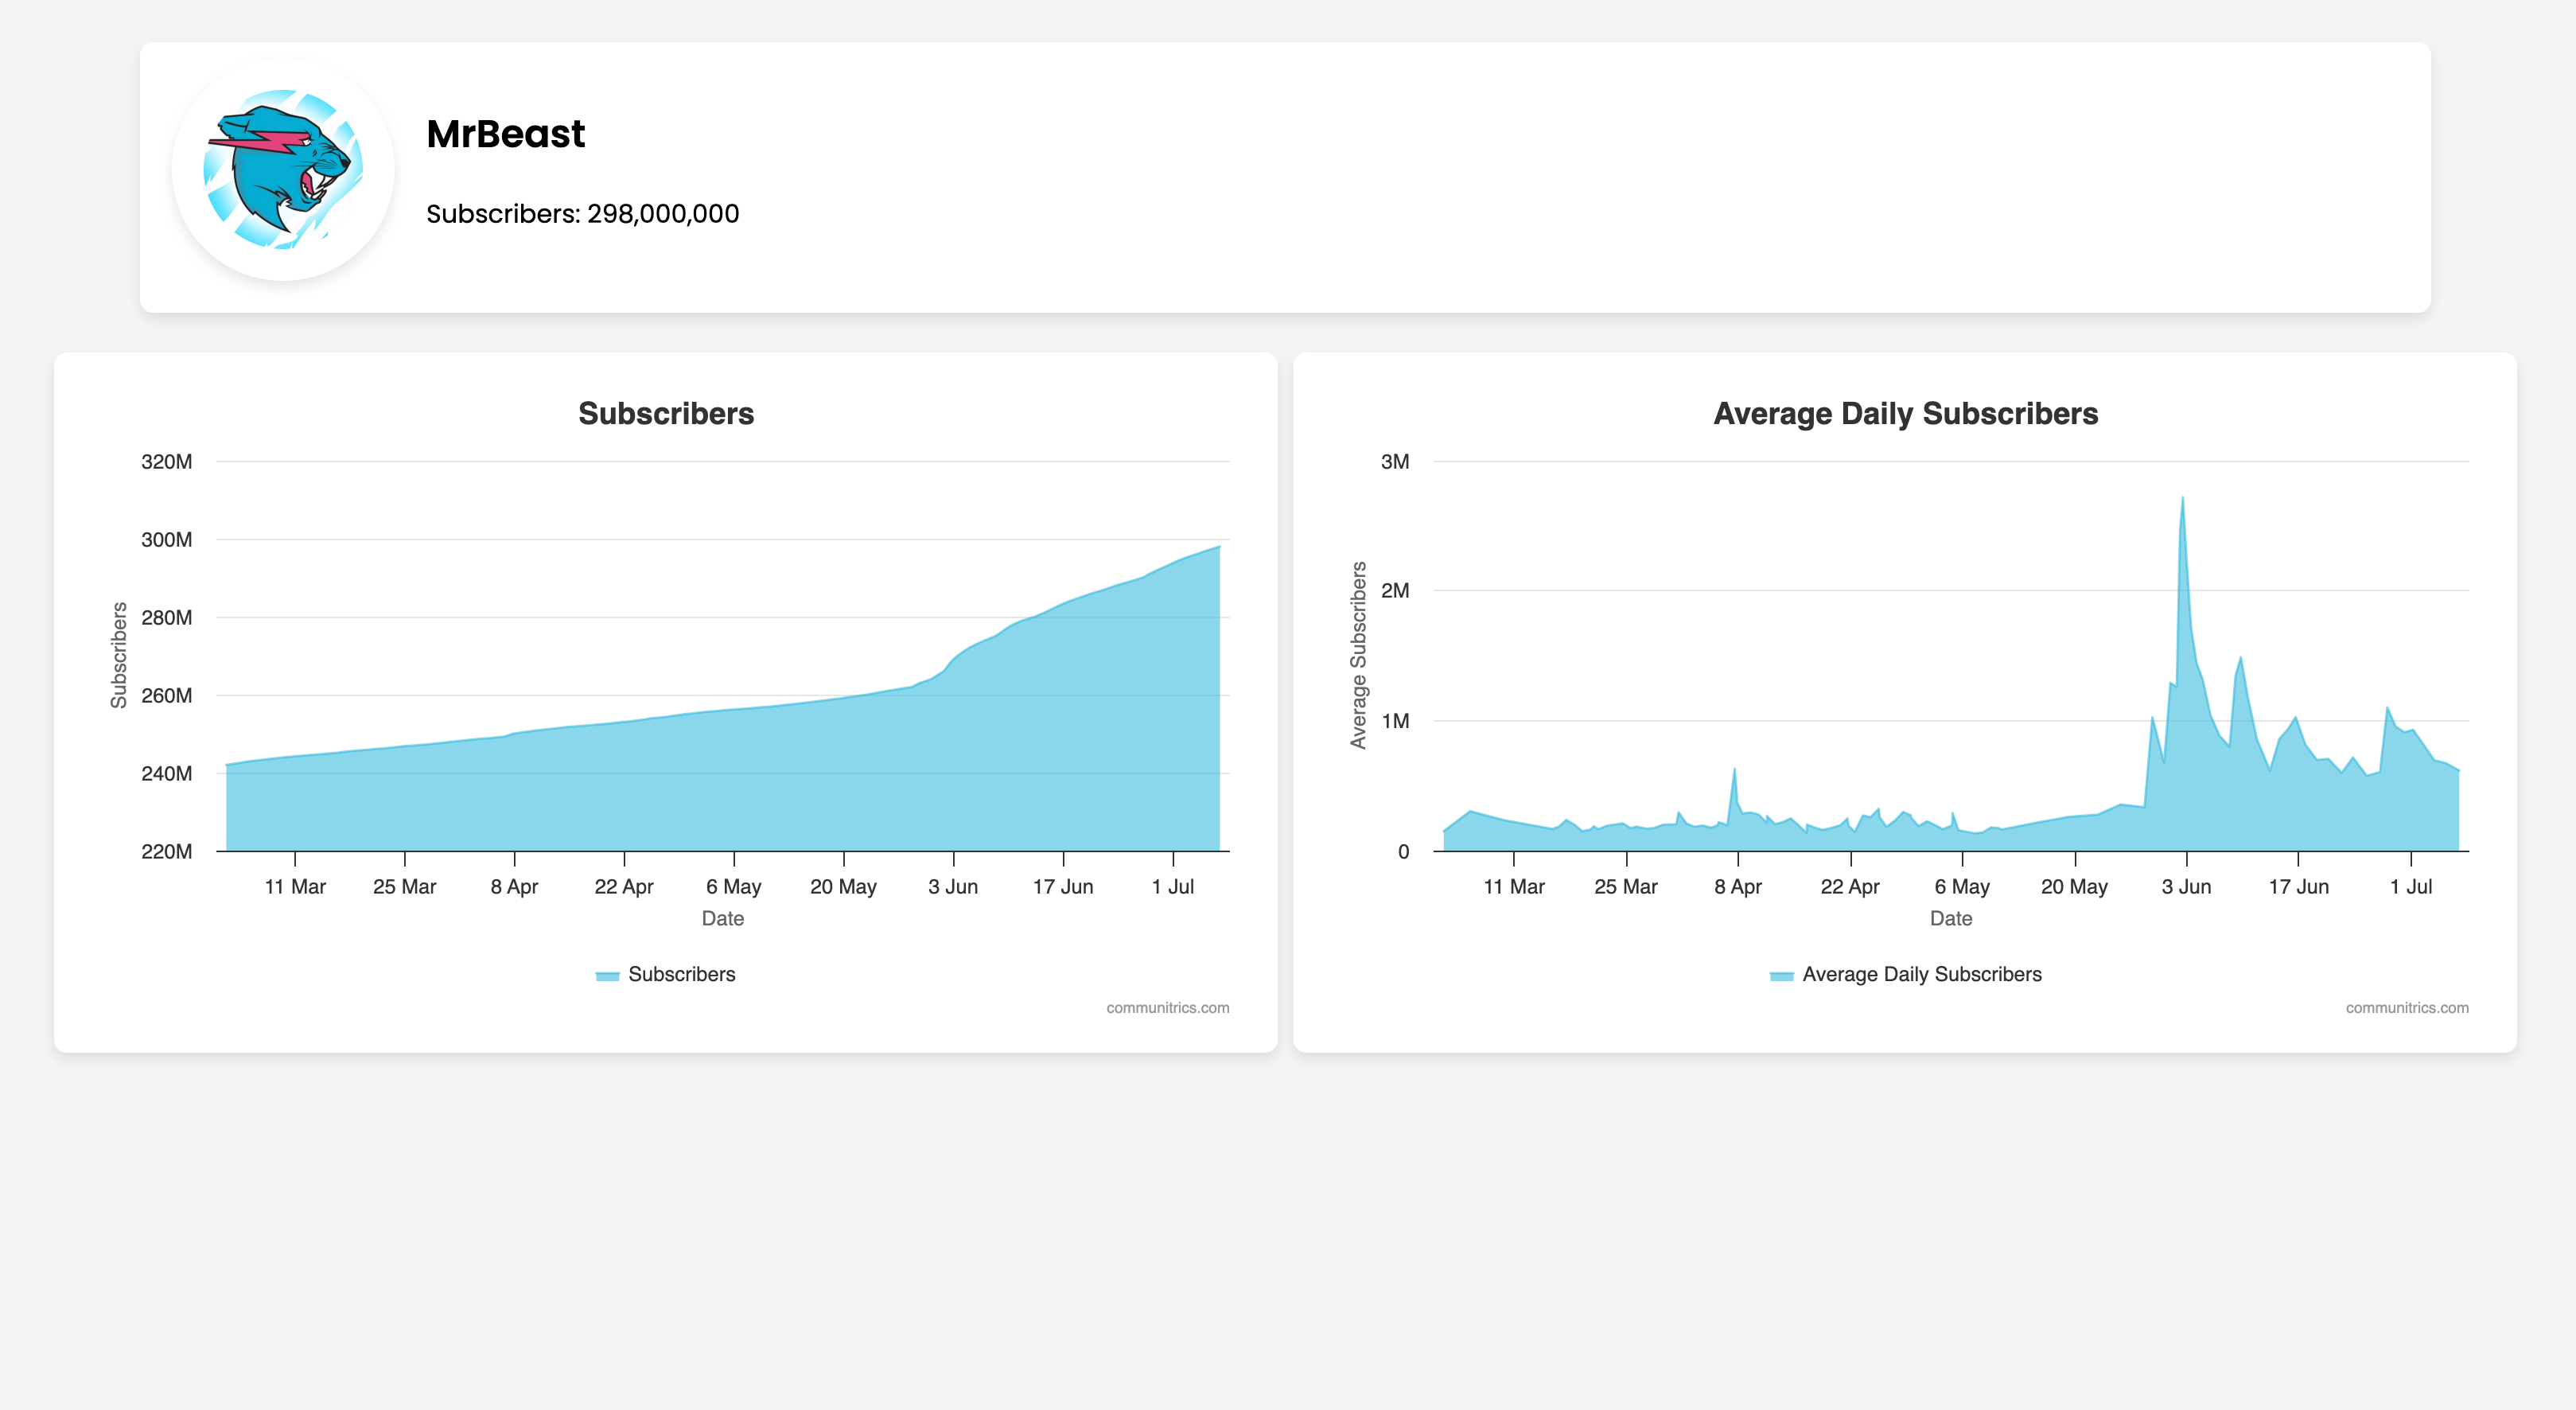 MrBeast
Subscribers: 298,000,000
Subscribers
320M
300M
280M
260M
240M
220M
Subscribers
11 Mar
25 Mar
8 Apr
22 Apr
6 May
20 May
3 Jun
17 Jun
1 Jul
Date
Subscribers
communitrics.com
Average Daily Subscribers
3M
2M
1M
0
Average Subscribers
11 Mar
25 Mar
8 Apr
22 Apr
6 May
20 May
3 Jun
17 Jun
1 Jul
Date
Average Daily Subscribers
communitrics.com